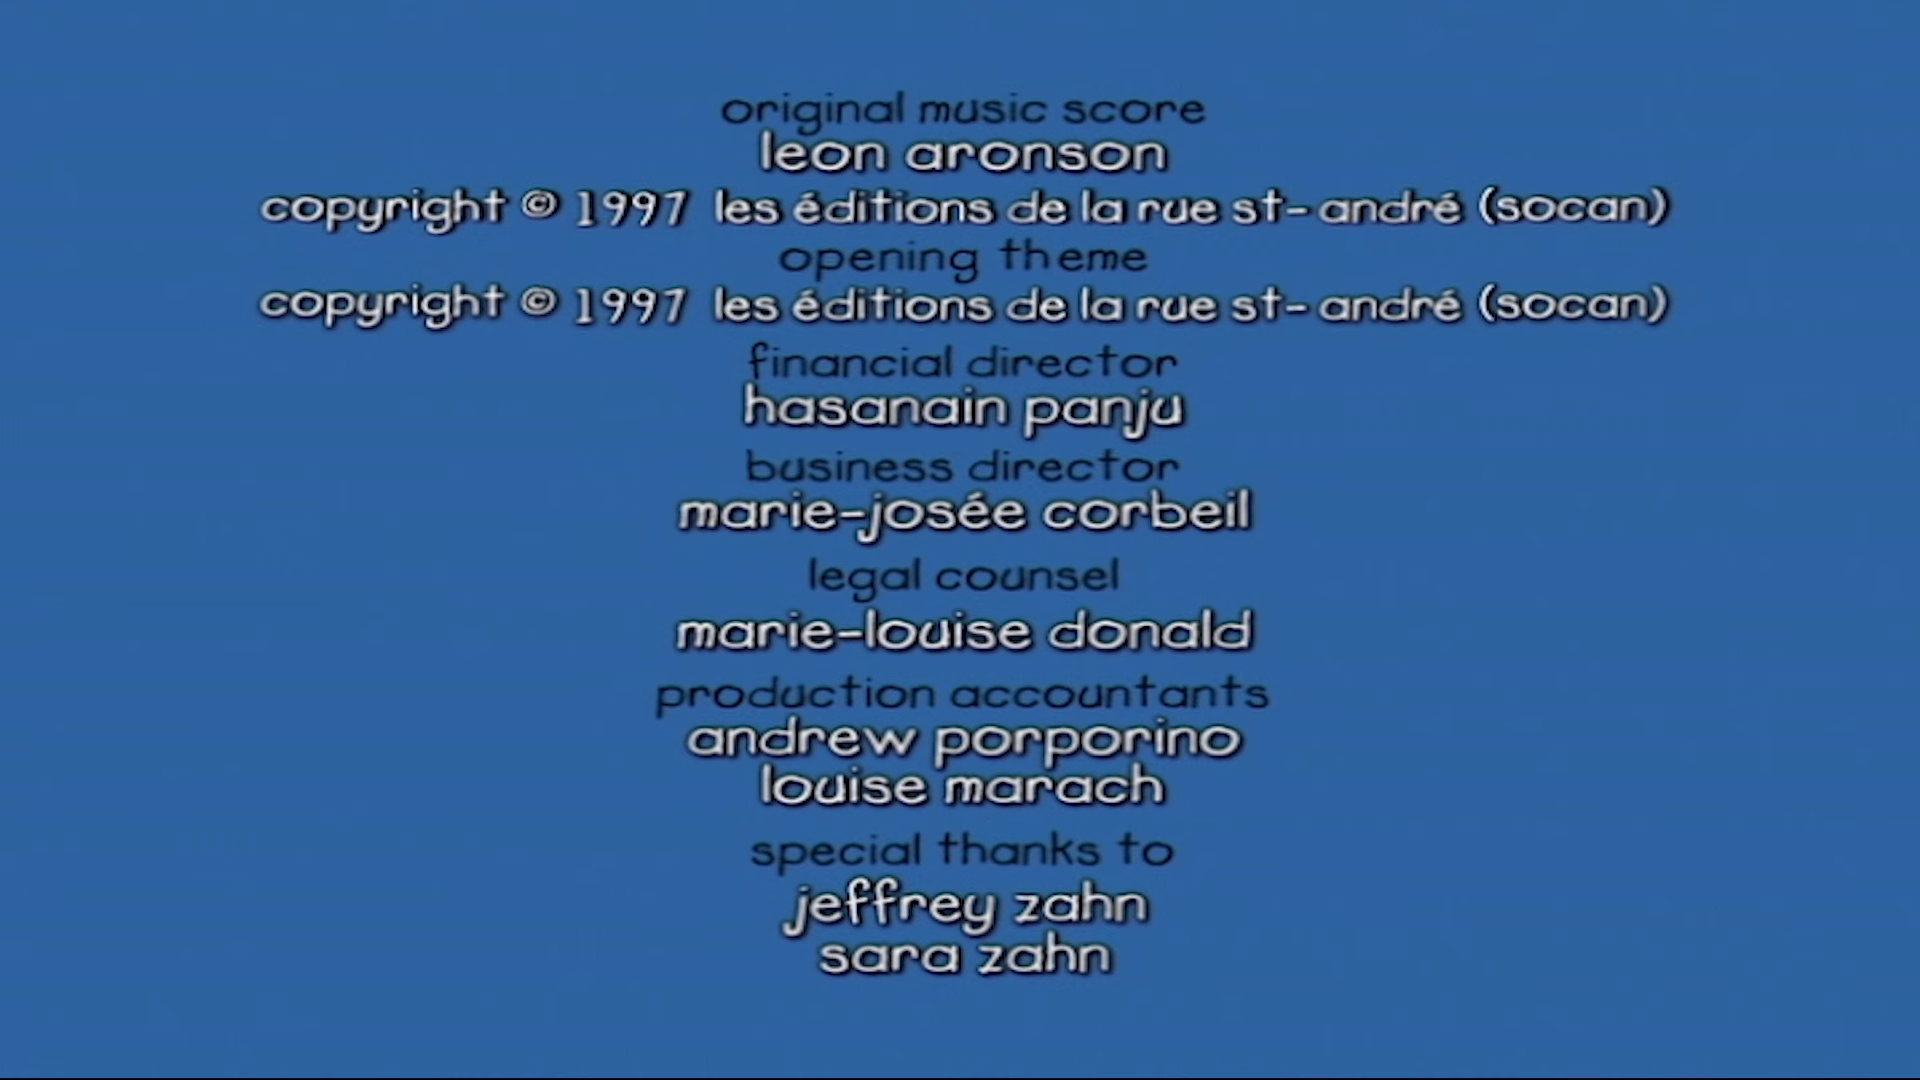 original music score
leon aronson
copyright © 1997 les éditions de la rue st-andré (socan)
opening theme
copyright © 1997 les éditions de la rue st-andré (socan)
financial director
hasanain panju
business director
marie-josée corbeil
legal counsel
marie-louise donald
production accountants
andrew porporino
louise marach
special thanks to
jeffrey zahn
sara zahn